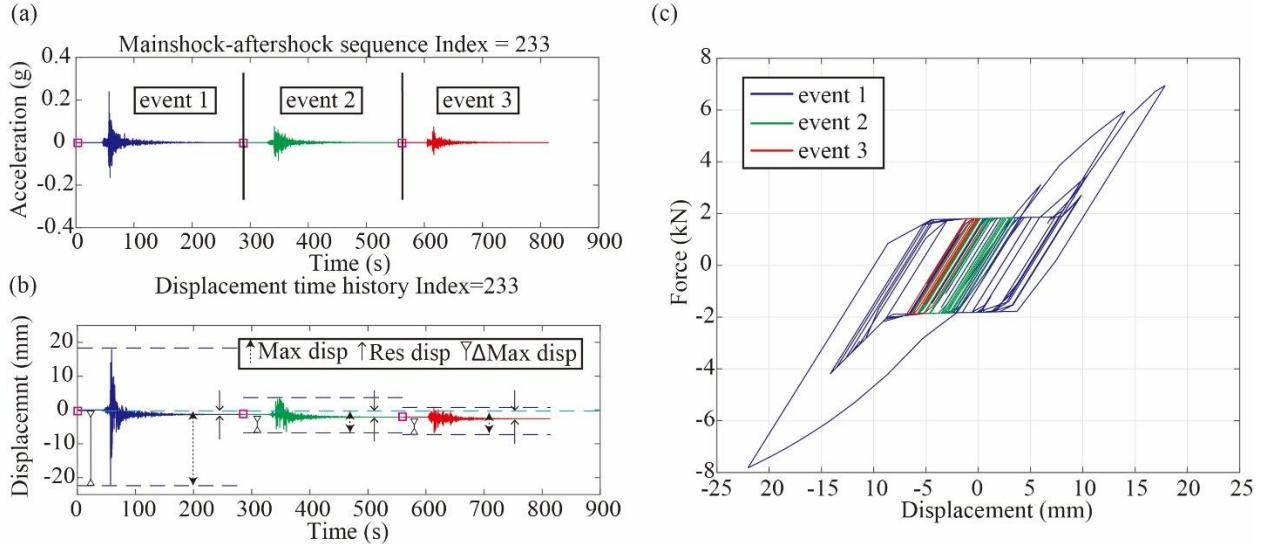 (a)
Mainshock-aftershock sequence Index = 233
Acceleration (g)
0.4
0.2
0
-0.2
-0.4
event 1
event 2
event 3
0 100 200 300 400 500 600 700 800 900
Time (s)
(b)
Displacement time history Index=233
Displacemnt (mm)
20
10
0
-10
-20
Max disp Res disp ΔMax disp
0 100 200 300 400 500 600 700 800 900
Time (s)
(c)
Force (kN)
8
6
4
2
0
-2
-4
-6
-8
event 1
event 2
event 3
-25 20 -15 -10 -5 0 5 10 15 20 25
Displacement (mm)